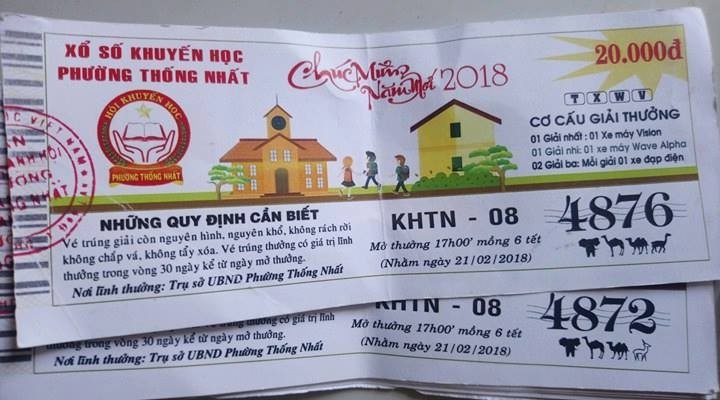 XỔ SỐ KHUYẾN HỌC
PHƯỜNG THỐNG NHẤT
HỘI KHUYẾN HỌC
PHƯỜNG THỐNG NHẤT
Chúc Mừng
Năm Mới 2018
20.000đ
T X W V
CƠ CẤU GIẢI THƯỞNG
01 Giải nhất : 01 Xe máy Vision
01 Giải nhì : 01 xe máy Wave Alpha
02 Giải ba: Mỗi giải 01 xe đạp điện
NHỮNG QUY ĐỊNH CẦN BIẾT
Vé trúng giải còn nguyên hình, nguyên khổ, không rách rời
không chấp vá, không tẩy xóa. Vé trúng thưởng có giá trị lĩnh
thưởng trong vòng 30 ngày kể từ ngày mở thưởng.
Nơi lĩnh thưởng: Trụ sở UBND Phường Thống Nhất
KHTN - 08
Mở thưởng 17h00' mồng 6 tết
(Nhằm ngày 21/02/2018)
4876
thưởng có giá trị lĩnh
thưởng trong vòng 30 ngày kể từ ngày mở thưởng.
Nơi lĩnh thưởng: Trụ sở UBND Phường Thống Nhất
KHTN - 08
Mở thưởng 17h00' mồng 6 tết
(Nhằm ngày 21/02/2018)
4872